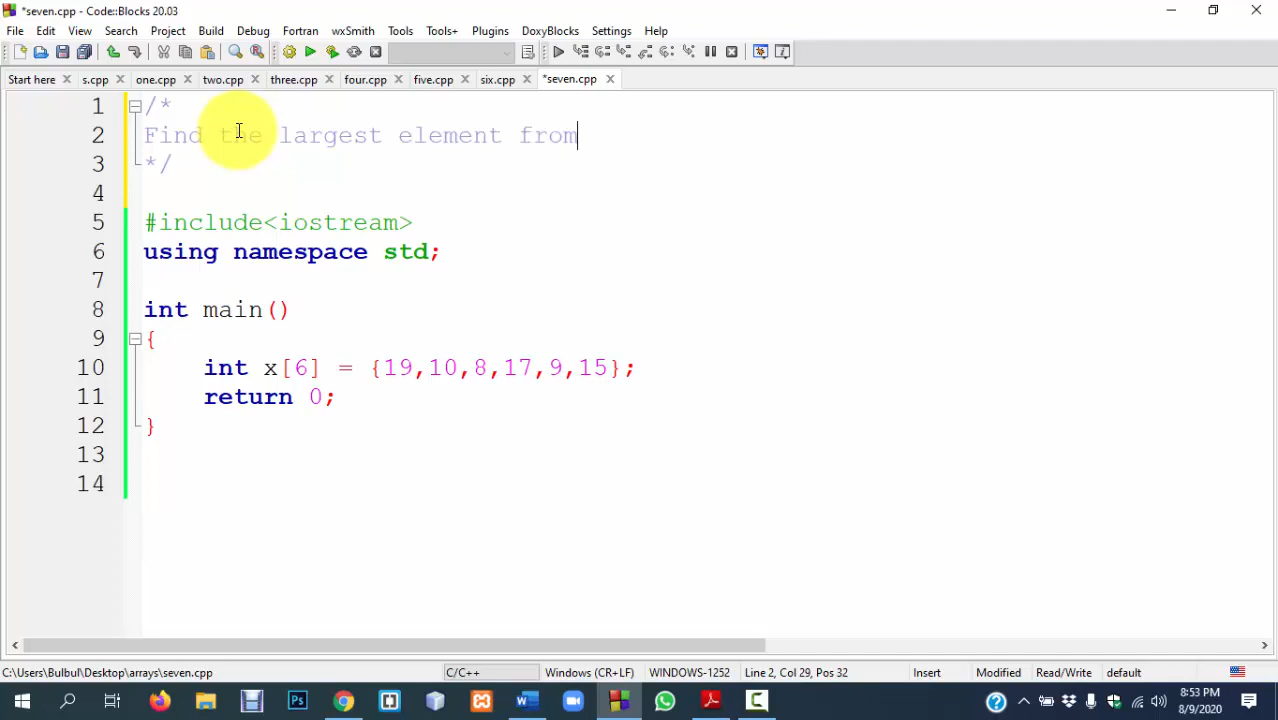 *seven.cpp - Code::Blocks 20.03
File Edit View Search Project Build Debug Fortran wxSmith Tools Tools+ Plugins DoxyBlocks Settings Help
Start here s.cpp one.cpp two.cpp three.cpp four.cpp five.cpp six.cpp *seven.cpp
1 /*
2 Find the largest element from
3 */
4
5 #include<iostream>
6 using namespace std;
7
8 int main()
9 {
10 int x[6] = {19,10,8,17,9,15};
11 return 0;
12 }
13
14
C:\Users\Bulbul\Desktop\arrays\seven.cpp C/C++ Windows (CR+LF) WINDOWS-1252 Line 2, Col 29, Pos 32 Insert Modified Read/Write default
8:53 PM
8/9/2020